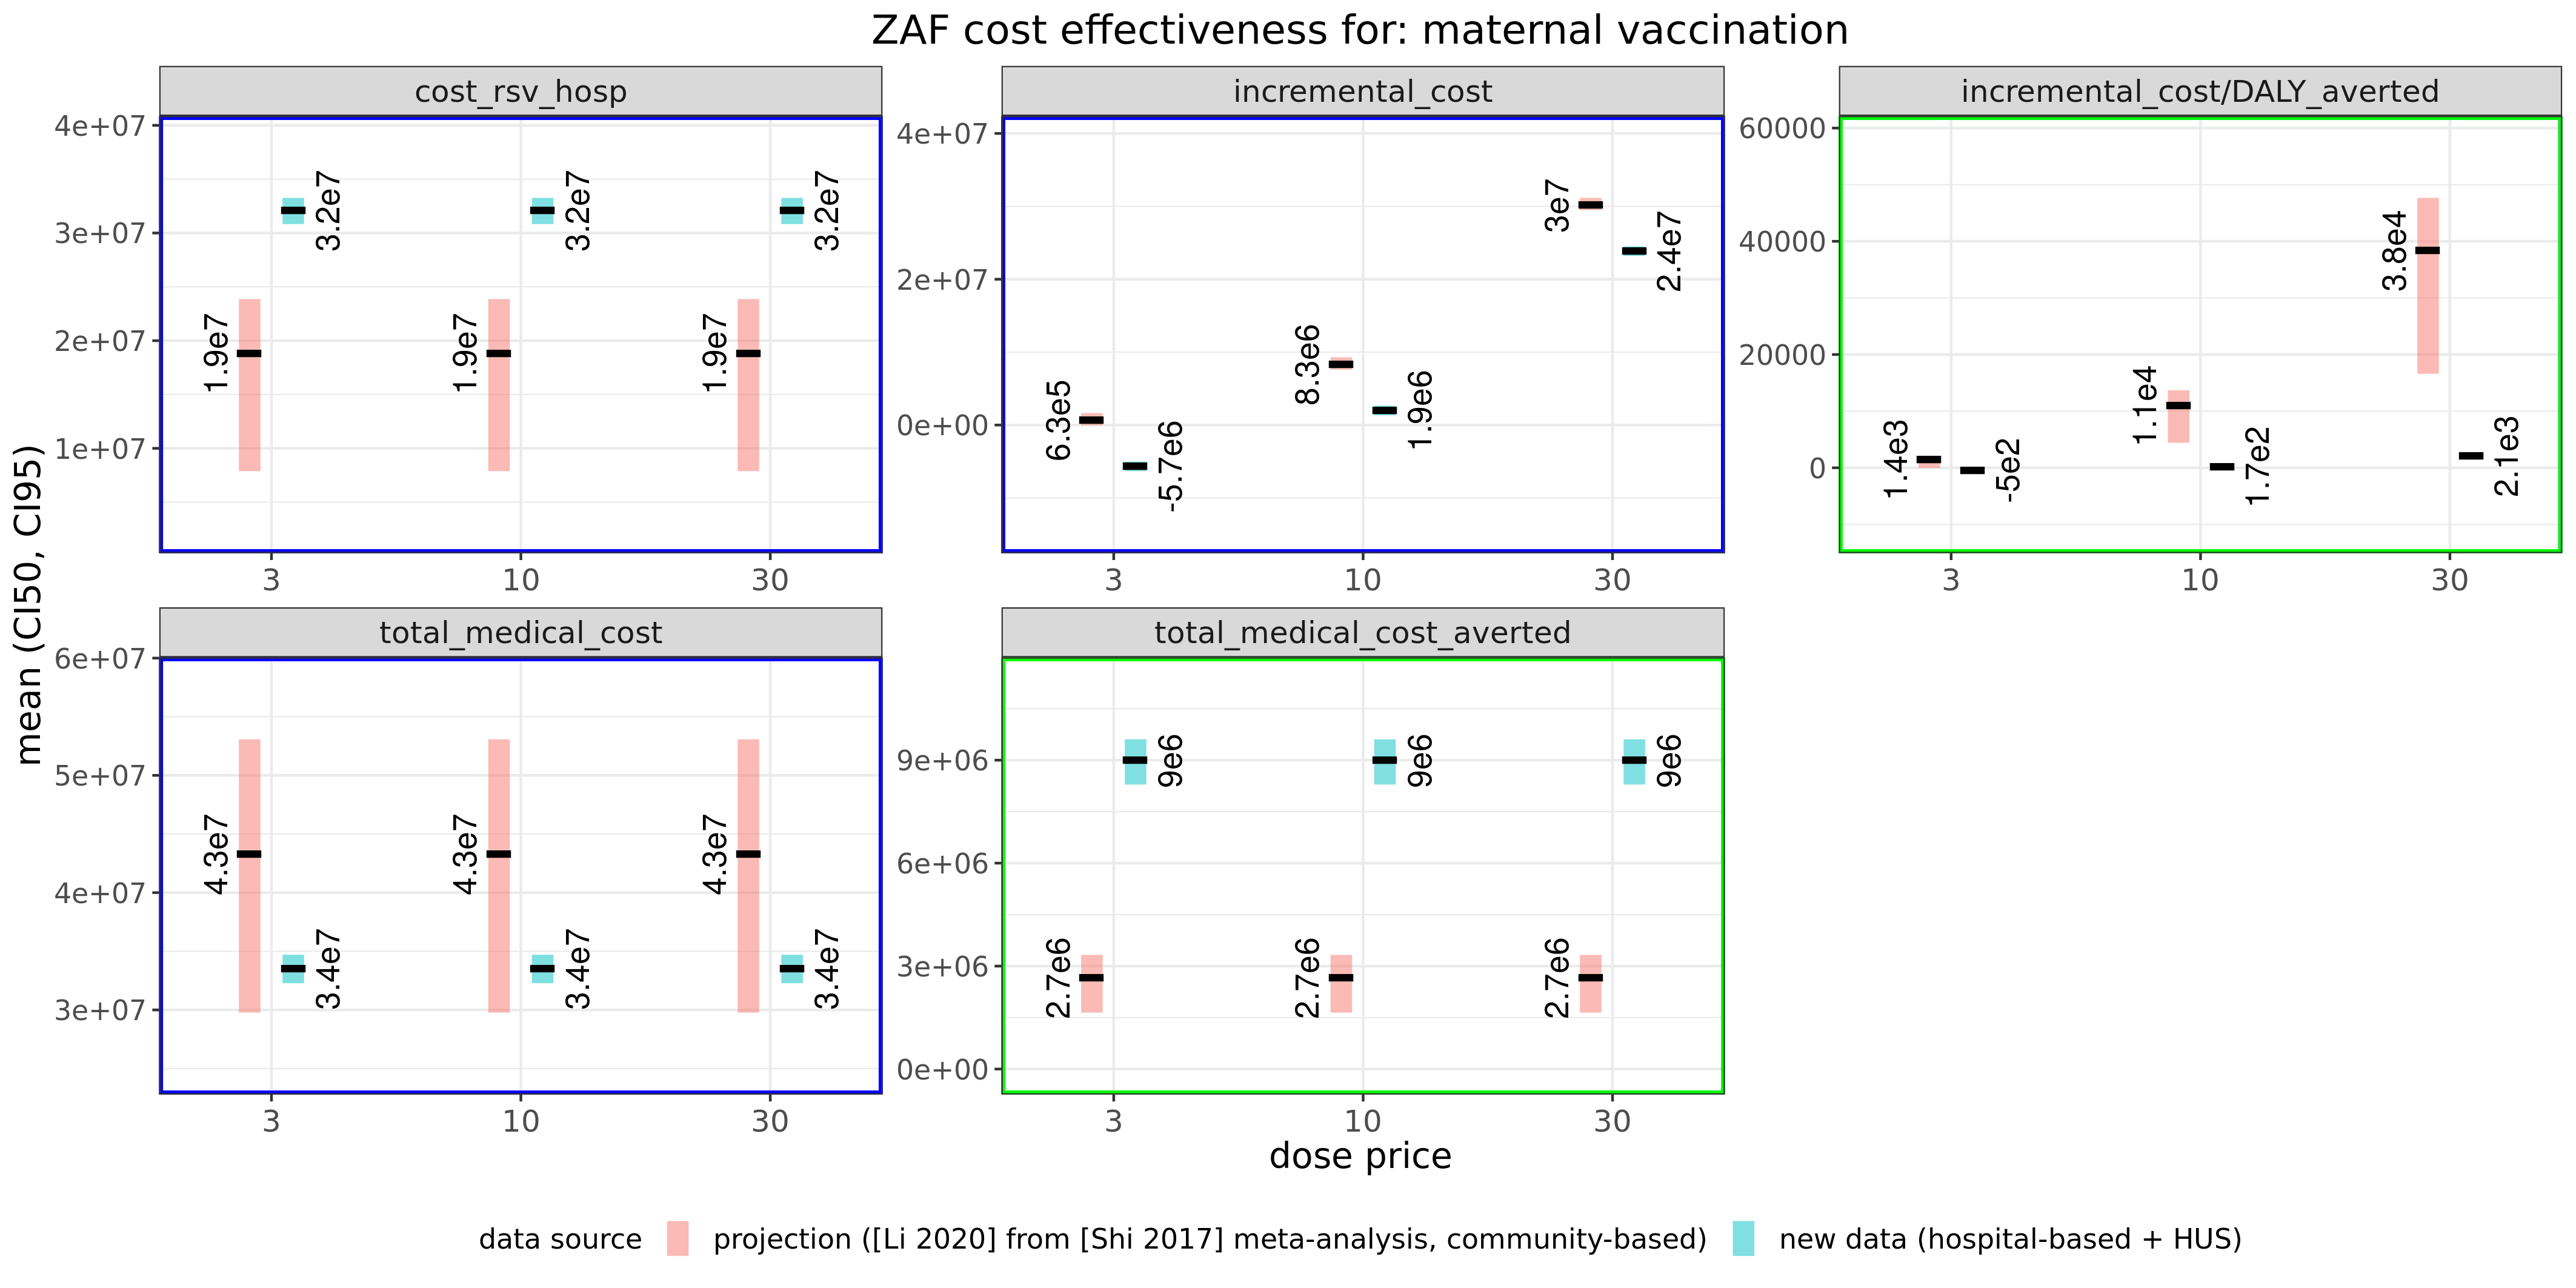 ZAF cost effectiveness for: maternal vaccination
mean (CI50, CI95)
cost_rsv_hosp
4e+07
3e+07
2e+07
1e+07
3.2e7
3.2e7
3.2e7
1.9e7
1.9e7
1.9e7
3
10
30
incremental_cost
4e+07
2e+07
0e+00
6.3e5
-5.7e6
8.3e6
1.9e6
3e7
2.4e7
3
10
30
incremental_cost/DALY_averted
60000
40000
20000
0
1.4e3
-5e2
1.1e4
1.7e2
3.8e4
2.1e3
3
10
30
total_medical_cost
6e+07
5e+07
4e+07
3e+07
4.3e7
3.4e7
4.3e7
3.4e7
4.3e7
3.4e7
3
10
30
total_medical_cost_averted
9e+06
6e+06
3e+06
0e+00
9e6
9e6
9e6
2.7e6
2.7e6
2.7e6
3
10
30
dose price
data source
projection ([Li 2020] from [Shi 2017] meta-analysis, community-based)
new data (hospital-based + HUS)